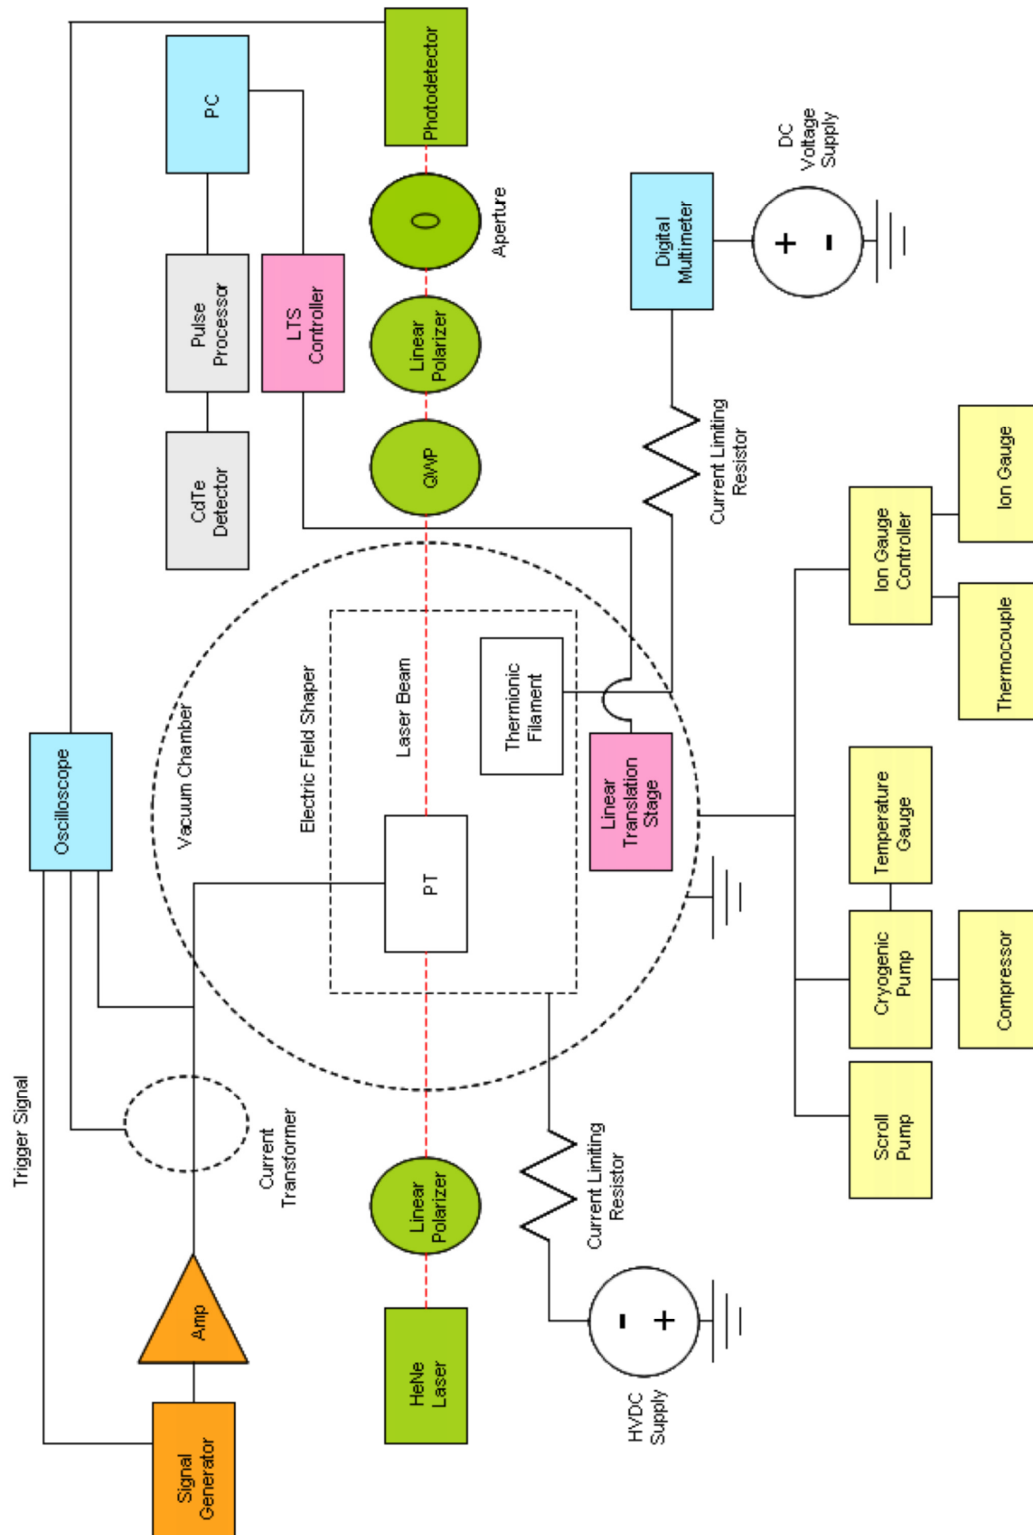 Trigger Signal
Signal
Generator
Amp
Current
Transformer
Oscilloscope
Vacuum Chamber
Electric Field Shaper
Laser Beam
PT
HeNe
Laser
Linear
Polarizer
QWP
Linear
Polarizer
0
Aperture
Photodetector
CdTe
Detector
Pulse
Processor
PC
LTS
Controller
Thermionic
Filament
Linear
Translation
Stage
HVDC
Supply
-
+
Current Limiting
Resistor
Current Limiting
Resistor
Digital
Multimeter
DC
Voltage
Supply
+
-
Scroll
Pump
Cryogenic
Pump
Temperature
Gauge
Compressor
Ion Gauge
Controller
Thermocouple
Ion Gauge